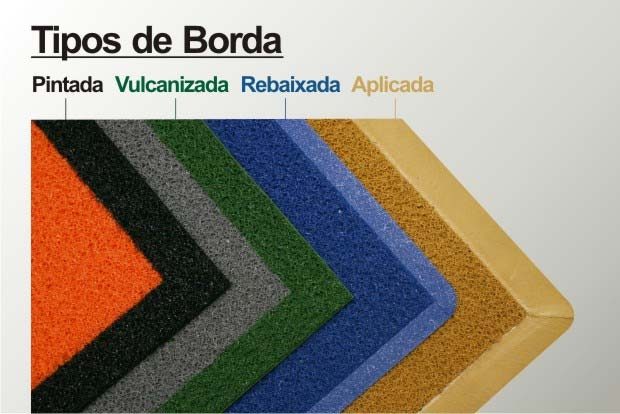 Tipos de Borda
Pintada Vulcanizada Rebaixada Aplicada